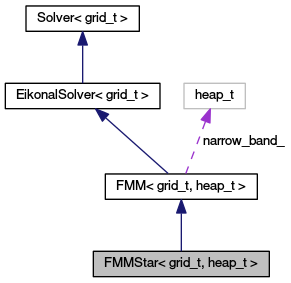 Solver< grid_t >
EikonalSolver< grid_t >
heap_t
narrow_band_
FMM< grid_t, heap_t >
FMMStar< grid_t, heap_t >